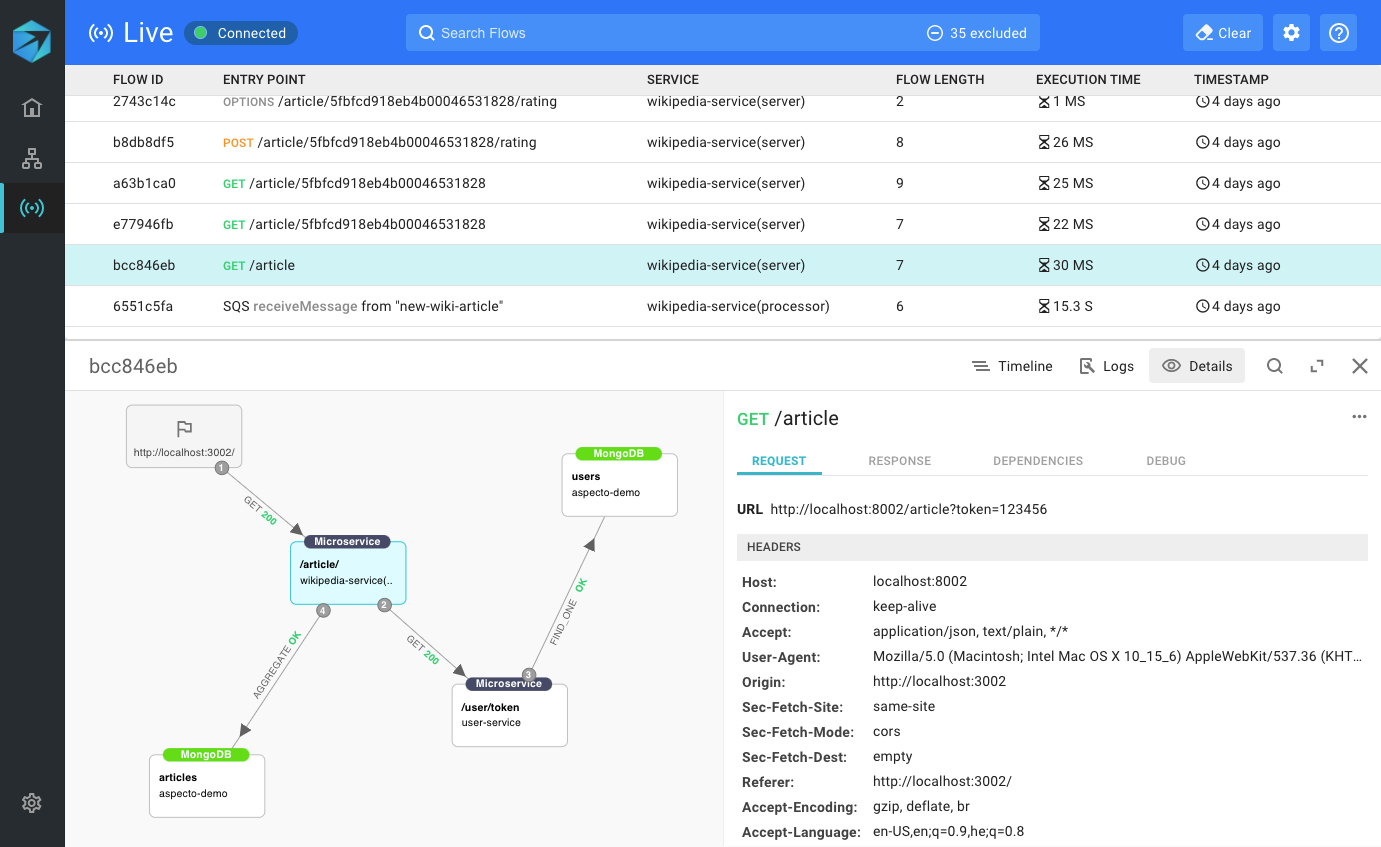 Live
Connected
Search Flows
35 excluded
Clear
FLOW ID ENTRY POINT SERVICE FLOW LENGTH EXECUTION TIME TIMESTAMP
2743c14c OPTIONS /article/5fbfcd918eb4b00046531828/rating wikipedia-service(server) 2 1 MS 4 days ago
b8db8df5 POST /article/5fbfcd918eb4b00046531828/rating wikipedia-service(server) 8 26 MS 4 days ago
a63b1ca0 GET /article/5fbfcd918eb4b00046531828 wikipedia-service(server) 9 25 MS 4 days ago
e77946fb GET /article/5fbfcd918eb4b00046531828 wikipedia-service(server) 7 22 MS 4 days ago
bcc846eb GET /article wikipedia-service(server) 7 30 MS 4 days ago
6551c5fa SQS receiveMessage from "new-wiki-article" wikipedia-service(processor) 6 15.3 S 4 days ago
bcc846eb
Timeline
Logs
Details
http://localhost:3002/
1
GET 200
Microservice
/article/
wikipedia-service(..
4
2
AGGREGATE OK
GET 200
MongoDB
users
aspecto-demo
FIND_ONE OK
3
Microservice
/user/token
user-service
MongoDB
articles
aspecto-demo
GET /article
REQUEST RESPONSE DEPENDENCIES DEBUG
URL http://localhost:8002/article?token=123456
HEADERS
Host: localhost:8002
Connection: keep-alive
Accept: application/json, text/plain, */*
User-Agent: Mozilla/5.0 (Macintosh; Intel Mac OS X 10_15_6) AppleWebKit/537.36 (KHT...
Origin: http://localhost:3002
Sec-Fetch-Site: same-site
Sec-Fetch-Mode: cors
Sec-Fetch-Dest: empty
Referer: http://localhost:3002/
Accept-Encoding: gzip, deflate, br
Accept-Language: en-US,en;q=0.9,he;q=0.8